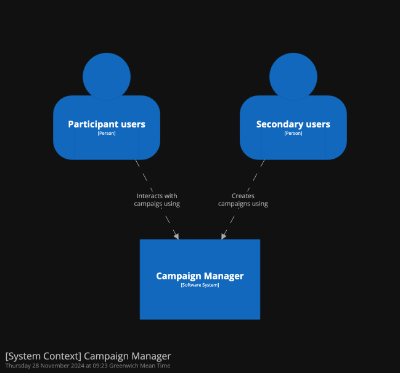 Participant users
[Person]
Secondary users
[Person]
Interacts with
campaign using
Creates
campaigns using
Campaign Manager
[Software System]
[System Context] Campaign Manager
Thursday 28 November 2024 at 09:23 Greenwich Mean Time